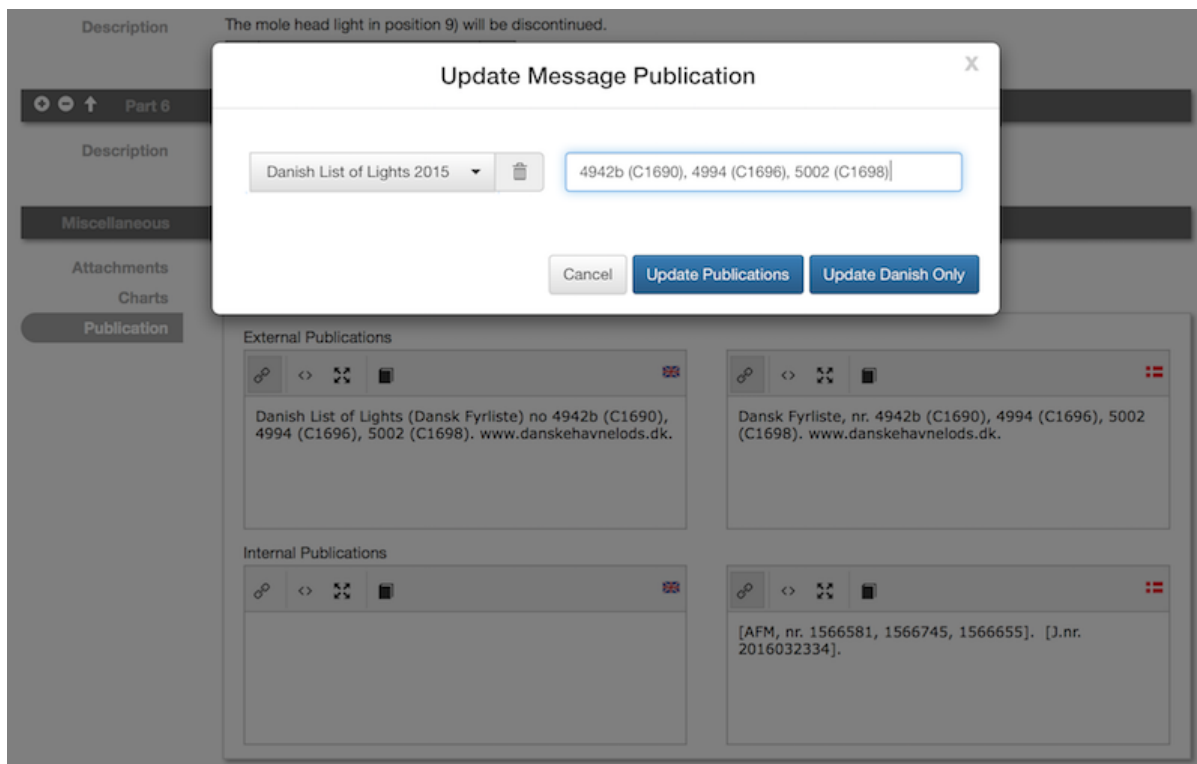 Description
The mole head light in position 9) will be discontinued.
Update Message Publication
X
Part 6
Description
Danish List of Lights 2015
4942b (C1690), 4994 (C1696), 5002 (C1698)
Miscellaneous
Attachments
Cancel
Update Publications
Update Danish Only
Charts
Publication
External Publications
Danish List of Lights (Dansk Fyrliste) no 4942b (C1690),
4994 (C1696), 5002 (C1698). www.danskehavnelods.dk.
Dansk Fyrliste, nr. 4942b (C1690), 4994 (C1696), 5002
(C1698). www.danskehavnelods.dk.
Internal Publications
[AFM, nr. 1566581, 1566745, 1566655]. [J.nr.
2016032334].